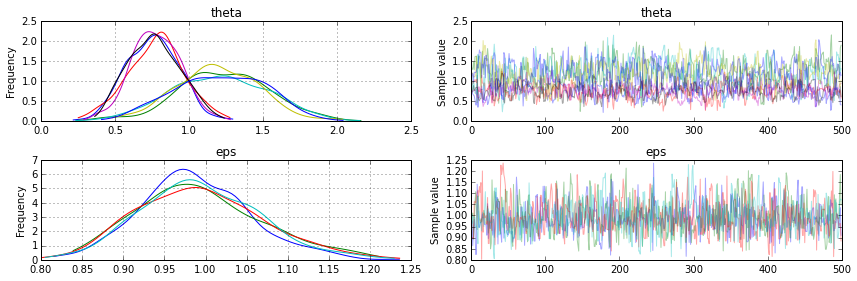 theta
Frequency
2.5
2.0
1.5
1.0
0.5
0.0
0.0 0.5 1.0 1.5 2.0 2.5
theta
Sample value
2.5
2.0
1.5
1.0
0.5
0.0
0 100 200 300 400 500
eps
Frequency
7
6
5
4
3
2
1
0
0.80 0.85 0.90 0.95 1.00 1.05 1.10 1.15 1.20 1.25
eps
Sample value
1.25
1.20
1.15
1.10
1.05
1.00
0.95
0.90
0.85
0.80
0 100 200 300 400 500